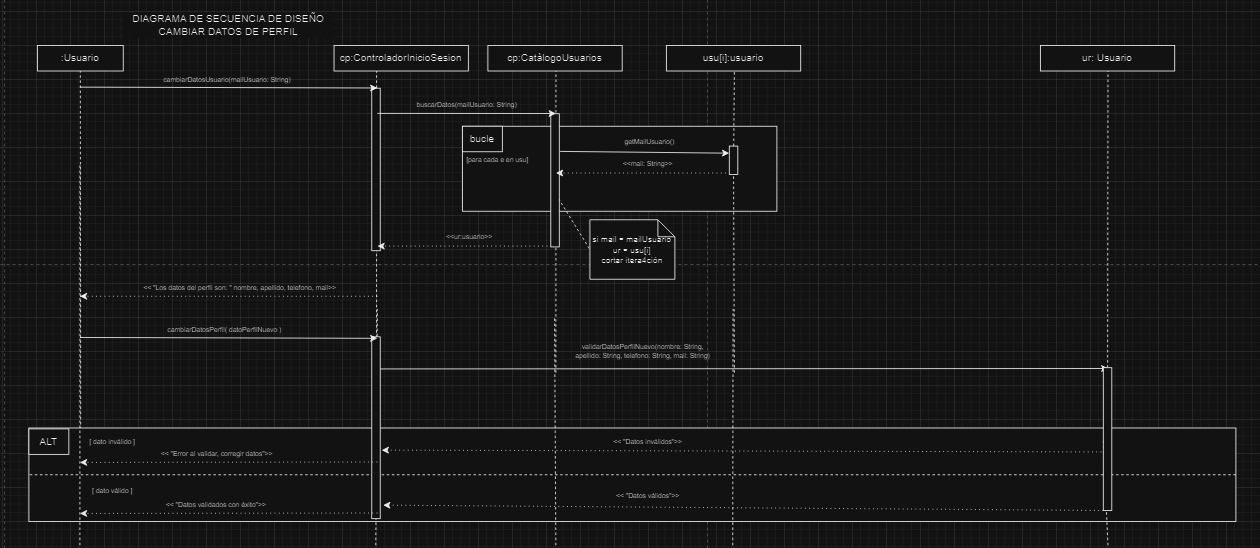 DIAGRAMA DE SECUENCIA DE DISEÑO
CAMBIAR DATOS DE PERFIL
:Usuario
cp:ControladorInicioSesion
cp:CatálogoUsuarios
usu[i]:usuario
ur: Usuario
cambiarDatosUsuario(mailUsuario: String)
buscarDatos(mailUsuario: String)
bucle
[para cada e en usu]
getMailUsuario()
<<mail: String>>
si mail = mailUsuario
ur = usu[i]
cortar itera4ción
<<ur:usuario>>
<< "Los datos del perfil son: " nombre, apellido, telefono, mail>>
cambiarDatosPerfil( datoPerfilNuevo )
validarDatosPerfilNuevo(nombre: String,
apellido: String, telefono: String, mail: String)
ALT
[ dato inválido ]
<< "Datos inválidos">>
<< "Error al validar, corregir datos">>
[ dato válido ]
<< "Datos válidos">>
<< "Datos validados con éxito">>